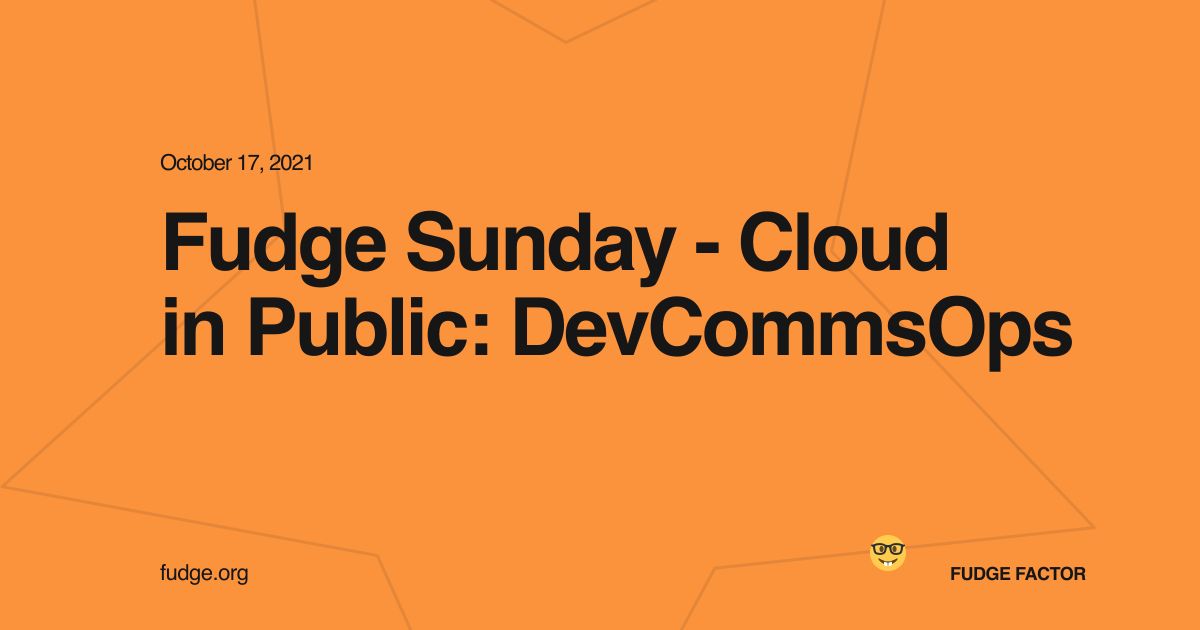 October 17, 2021
Fudge Sunday - Cloud
in Public: DevCommsOps
fudge.org
FUDGE FACTOR